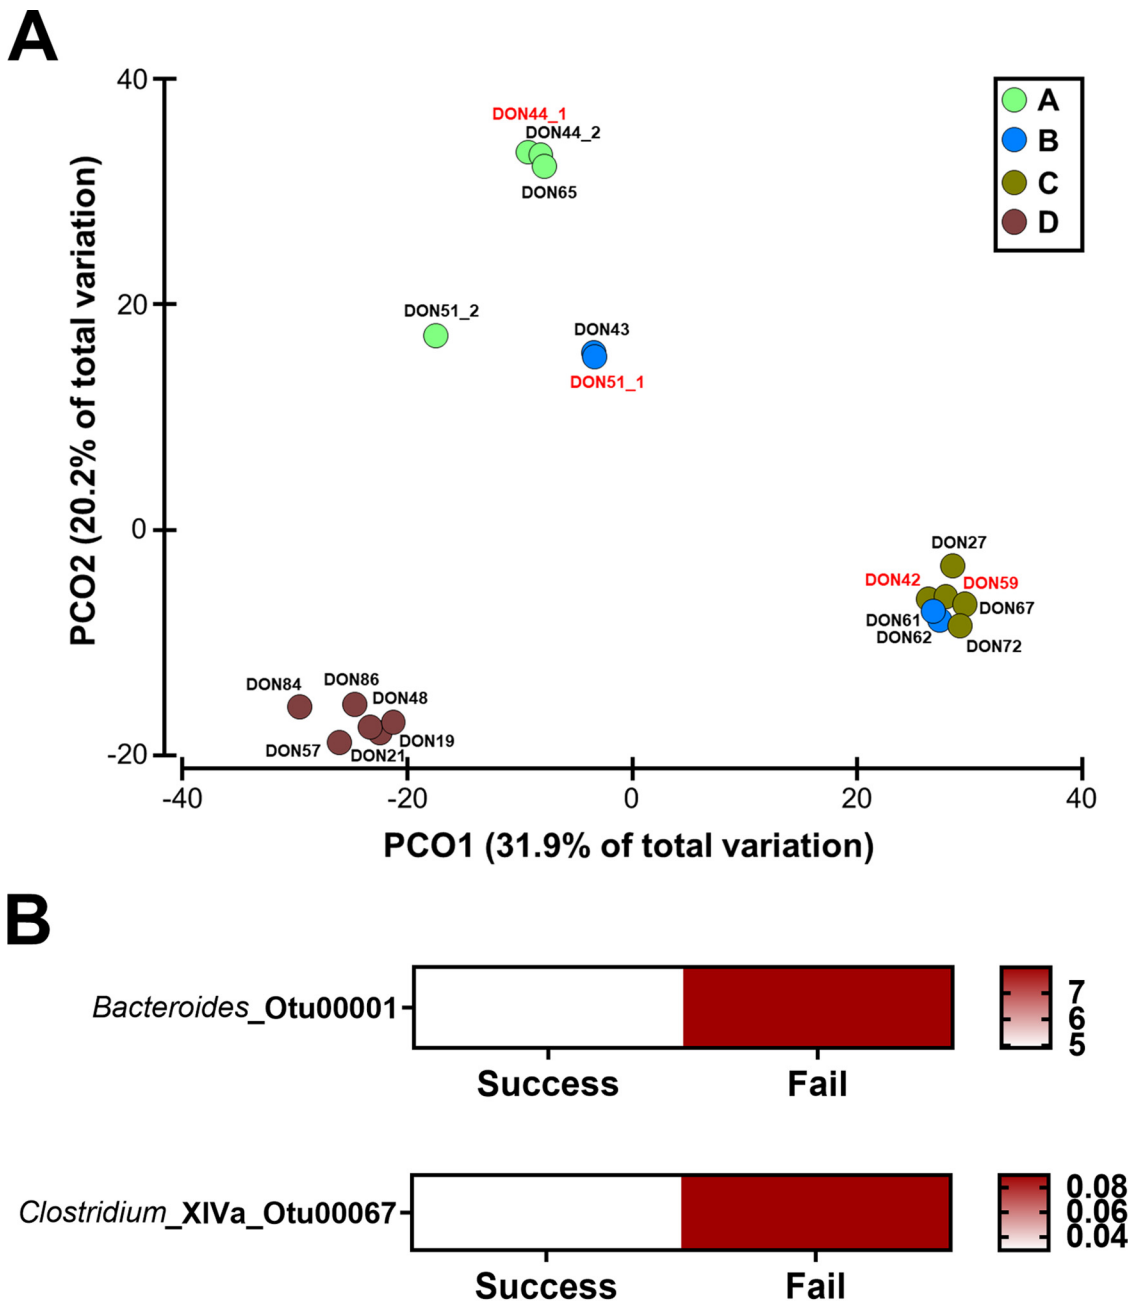 A
40
20
0
-20
PCO2 (20.2% of total variation)
DON44_1
DON44_2
DON65
DON51_2
DON43
DON51_1
DON27
DON42
DON59
DON61
DON67
DON62
DON72
DON84
DON86
DON48
DON57
DON21
DON19
A
B
C
D
-40
-20
0
20
40
PCO1 (31.9% of total variation)
B
Bacteroides_Otu00001
Success
Fail
7
6
5
Clostridium_XIVa_Otu00067
Success
Fail
0.08
0.06
0.04